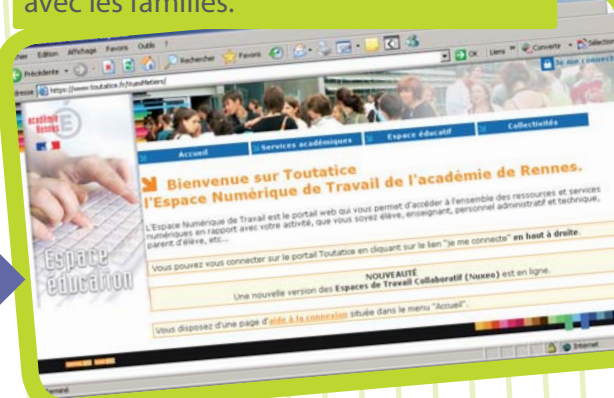 avec les familles.
Edition Affichage Favoris Outils ?
Précédente Rechercher Favoris
https://www.toutatice.fr/NuxeoMetiers/ OK Liens Convertir Sélection
académie
Rennes
Je me connecte
Accueil Services académiques Espace éducatif Collectivités
Bienvenue sur Toutatice
l'Espace Numérique de Travail de l'académie de Rennes.
L'Espace Numérique de Travail est le portail web qui vous permet d'accéder à l'ensemble des ressources et services
numériques en rapport avec votre activité, que vous soyez élève, enseignant, personnel administratif et technique,
parent d'élève, etc...
Espace
éducation
Vous pouvez vous connecter sur le portail Toutatice en cliquant sur le lien "je me connecte" en haut à droite.
NOUVEAUTÉ
Une nouvelle version des Espaces de Travail Collaboratif (Nuxeo) est en ligne.
Vous disposez d'une page d'aide à la connexion située dans le menu "Accueil".
Internet